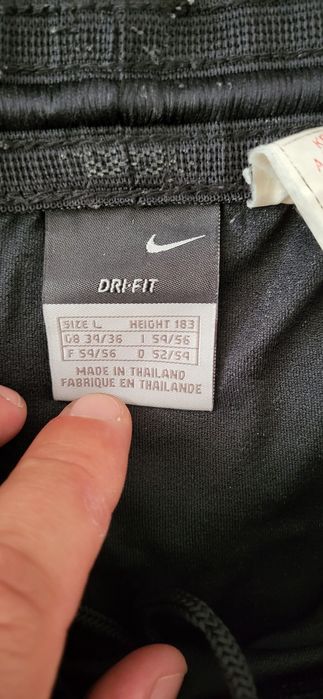 DRI-FIT
SIZE L HEIGHT 183
GB 34/36 I 54/56
F 54/56 D 52/54
MADE IN THAILAND
FABRIQUE EN THAILANDE